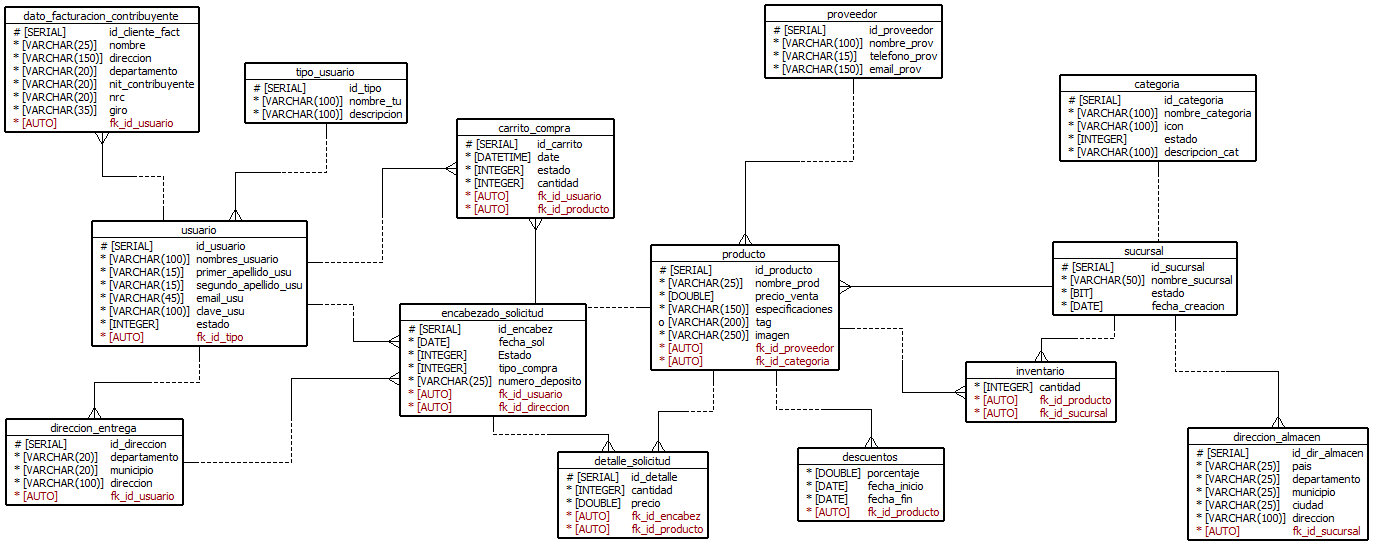 dato_facturacion_contribuyente
# [SERIAL] id_cliente_fact
* [VARCHAR(25)] nombre
* [VARCHAR(150)] direccion
* [VARCHAR(20)] departamento
* [VARCHAR(20)] nit_contribuyente
* [VARCHAR(20)] nrc
* [VARCHAR(35)] giro
* [AUTO] fk_id_usuario
tipo_usuario
# [SERIAL] id_tipo
* [VARCHAR(100)] nombre_tu
* [VARCHAR(100)] descripcion
carrito_compra
# [SERIAL] id_carrito
* [DATETIME] date
* [INTEGER] estado
* [INTEGER] cantidad
* [AUTO] fk_id_usuario
* [AUTO] fk_id_producto
proveedor
# [SERIAL] id_proveedor
* [VARCHAR(100)] nombre_prov
* [VARCHAR(15)] telefono_prov
* [VARCHAR(150)] email_prov
categoria
# [SERIAL] id_categoria
* [VARCHAR(100)] nombre_categoria
* [VARCHAR(100)] icon
* [INTEGER] estado
* [VARCHAR(100)] descripcion_cat
usuario
# [SERIAL] id_usuario
* [VARCHAR(100)] nombres_usuario
* [VARCHAR(15)] primer_apellido_usu
* [VARCHAR(15)] segundo_apellido_usu
* [VARCHAR(45)] email_usu
* [VARCHAR(100)] clave_usu
* [INTEGER] estado
* [AUTO] fk_id_tipo
encabezado_solicitud
# [SERIAL] id_encabez
* [DATE] fecha_sol
* [INTEGER] Estado
* [INTEGER] tipo_compra
* [VARCHAR(25)] numero_deposito
* [AUTO] fk_id_usuario
* [AUTO] fk_id_direccion
producto
# [SERIAL] id_producto
* [VARCHAR(25)] nombre_prod
* [DOUBLE] precio_venta
* [VARCHAR(150)] especificaciones
o [VARCHAR(200)] tag
* [VARCHAR(250)] imagen
* [AUTO] fk_id_proveedor
* [AUTO] fk_id_categoria
sucursal
# [SERIAL] id_sucursal
* [VARCHAR(50)] nombre_sucursal
* [BIT] estado
* [DATE] fecha_creacion
inventario
* [INTEGER] cantidad
* [AUTO] fk_id_producto
* [AUTO] fk_id_sucursal
direccion_entrega
# [SERIAL] id_direccion
* [VARCHAR(20)] departamento
* [VARCHAR(20)] municipio
* [VARCHAR(100)] direccion
* [AUTO] fk_id_usuario
detalle_solicitud
# [SERIAL] id_detalle
* [INTEGER] cantidad
* [DOUBLE] precio
* [AUTO] fk_id_encabez
* [AUTO] fk_id_producto
descuentos
* [DOUBLE] porcentaje
* [DATE] fecha_inicio
* [DATE] fecha_fin
* [AUTO] fk_id_producto
direccion_almacen
# [SERIAL] id_dir_almacen
* [VARCHAR(25)] pais
* [VARCHAR(25)] departamento
* [VARCHAR(25)] municipio
* [VARCHAR(25)] ciudad
* [VARCHAR(100)] direccion
* [AUTO] fk_id_sucursal